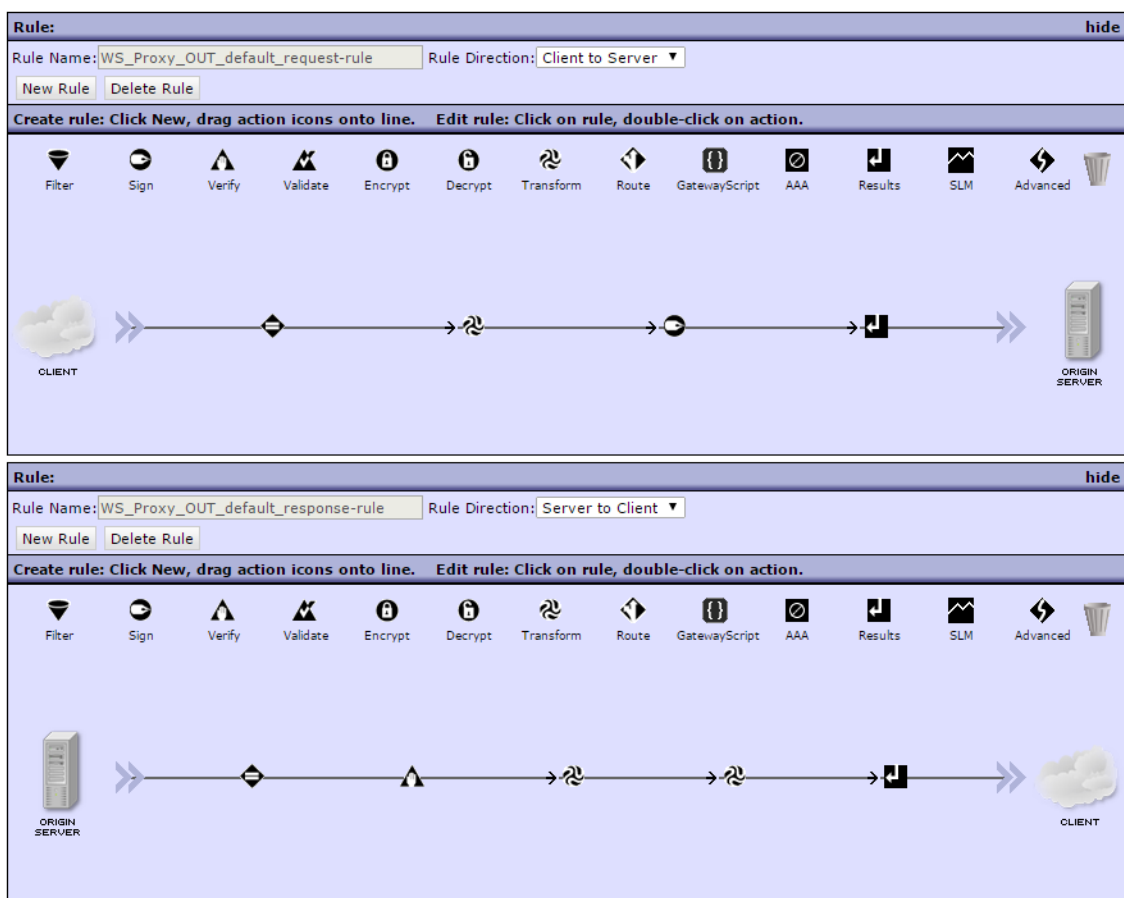 Rule: hide
Rule Name: WS_Proxy_OUT_default_request-rule Rule Direction: Client to Server
New Rule Delete Rule
Create rule: Click New, drag action icons onto line. Edit rule: Click on rule, double-click on action.
Filter Sign Verify Validate Encrypt Decrypt Transform Route GatewayScript AAA Results SLM Advanced
CLIENT
ORIGIN
SERVER
Rule: hide
Rule Name: WS_Proxy_OUT_default_response-rule Rule Direction: Server to Client
New Rule Delete Rule
Create rule: Click New, drag action icons onto line. Edit rule: Click on rule, double-click on action.
Filter Sign Verify Validate Encrypt Decrypt Transform Route GatewayScript AAA Results SLM Advanced
ORIGIN
SERVER
CLIENT